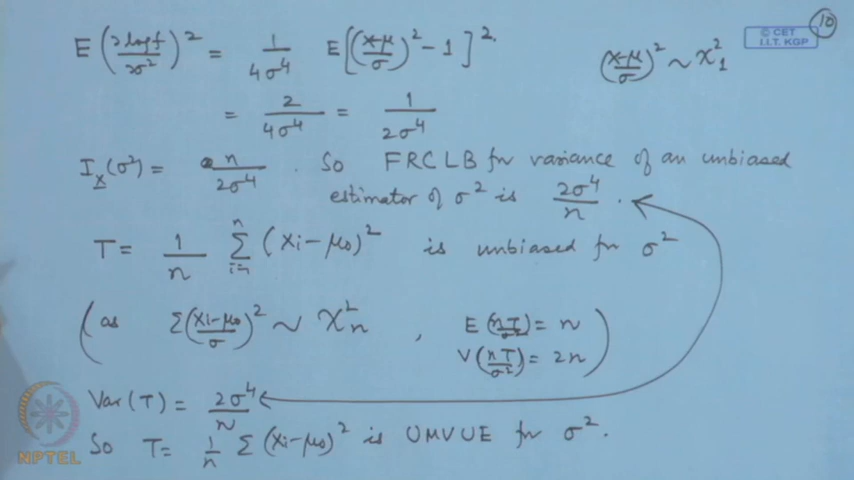 10
© CET
I.I.T. KGP
E (∂logf/∂σ²)² = 1/4σ⁴ E[((x-μ)/σ)² - 1]². ((x-μ)/σ)² ~ χ²₁
= 2/4σ⁴ = 1/2σ⁴
I_X(σ²) = n/2σ⁴ . So FRCLB for variance of an unbiased
estimator of σ² is 2σ⁴/n .
T = 1/n Σᵢ₌₁ⁿ (Xi-μ₀)² is unbiased for σ²
(as Σ((Xi-μ₀)/σ)² ~ χ²n , E(nT/σ²) = n
V(nT/σ²) = 2n)
Var(T) = 2σ⁴/n
So T = 1/n Σ(Xi-μ₀)² is UMVUE for σ².
NPTEL